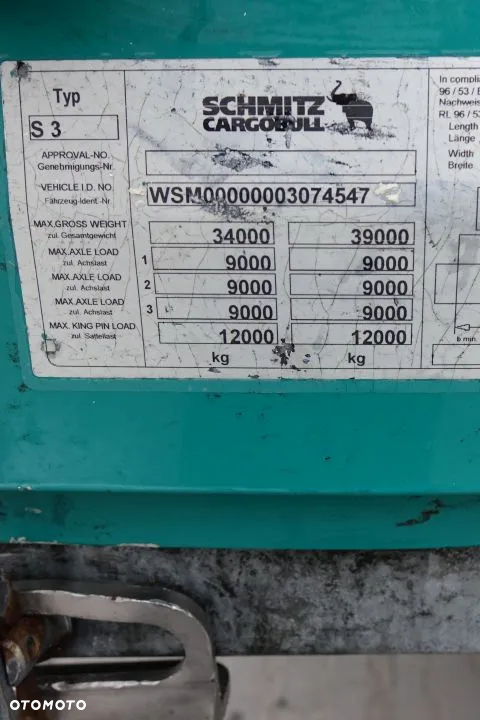 Typ
S 3
SCHMITZ
CARGOBULL
APPROVAL-NO.
Genehmigungs-Nr.
VEHICLE I.D. NO.
Fahrzeug-Ident.-Nr.
WSM00000003074547
MAX.GROSS WEIGHT
zul. Gesamtgewicht
34000 39000
MAX.AXLE LOAD
zul. Achslast
1 9000 9000
MAX.AXLE LOAD
zul. Achslast
2 9000 9000
MAX.AXLE LOAD
zul. Achslast
3 9000 9000
MAX. KING PIN LOAD
zul. Sattellast
12000 12000
kg kg
In compli
96 / 53 / E
Nachweis
RL 96 / 53
Length
Länge
Width
Breite
b min.
OTOMOTO